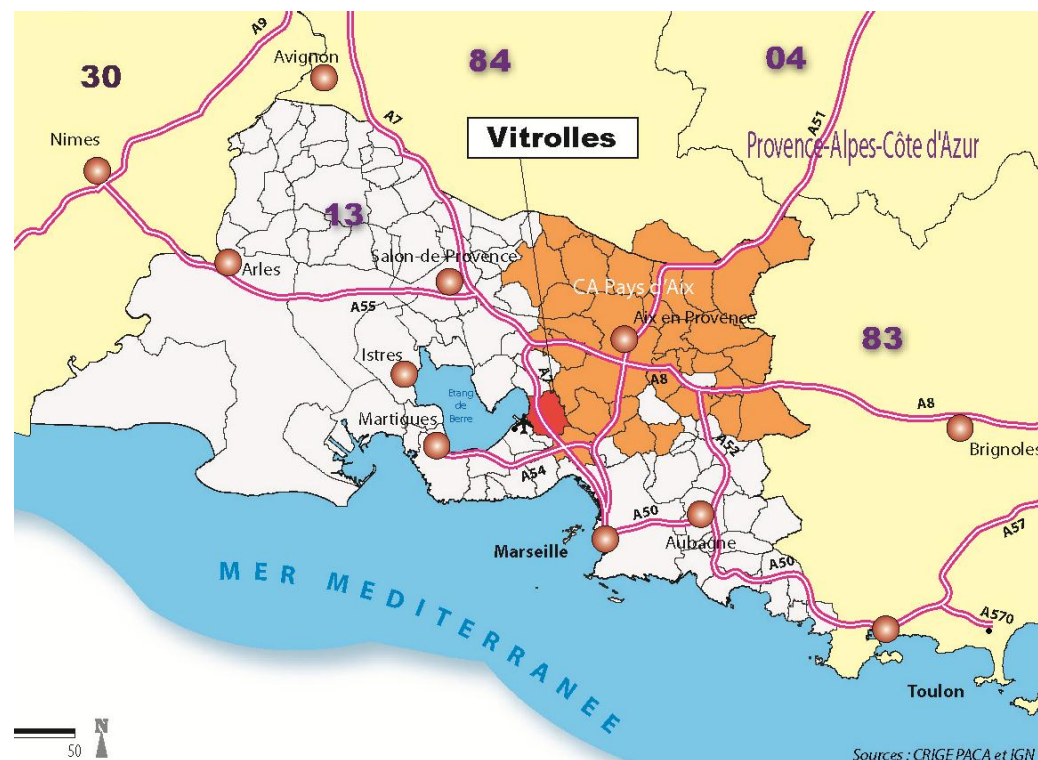 A9
30
Avignon
84
04
A7
A51
Nimes
Vitrolles
Provence-Alpes-Côte d'Azur
13
Salon-de-Provence
Arles
CA Pays d'Aix
A55
Aix en Provence
83
Istres
A7
A8
Etang
de
Berre
A8
Martigues
A52
Brignoles
A54
A50
A57
Marseille
Aubagne
A50
A570
MER MEDITERRANEE
Toulon
N
50
Sources : CRIGE PACA et IGN